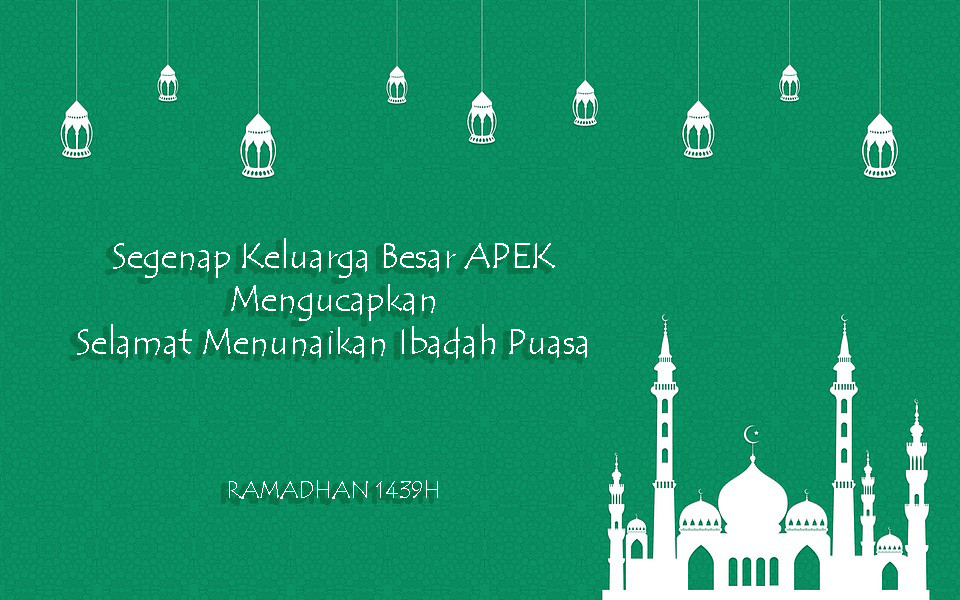 Segenap Keluarga Besar APEK
Mengucapkan
Selamat Menunaikan Ibadah Puasa
RAMADHAN 1439H